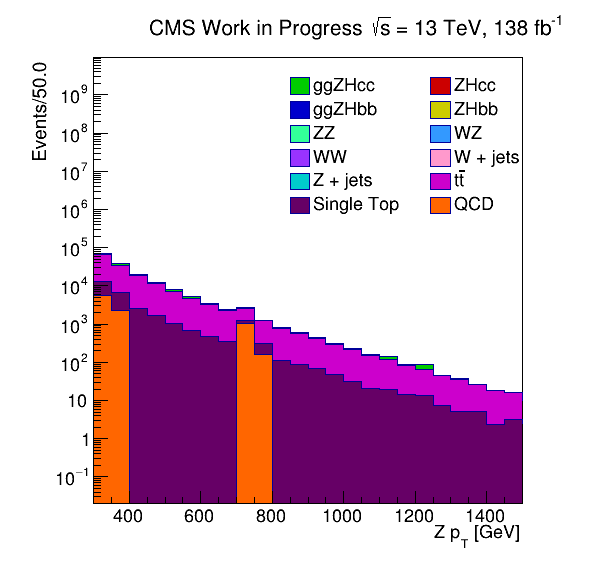 CMS Work in Progress √s = 13 TeV, 138 fb⁻¹
Events/50.0
ggZHcc ZHcc
ggZHbb ZHbb
ZZ WZ
WW W + jets
Z + jets tt̄
Single Top QCD
10⁹
10⁸
10⁷
10⁶
10⁵
10⁴
10³
10²
10
1
10⁻¹
400 600 800 1000 1200 1400
Z p_T [GeV]